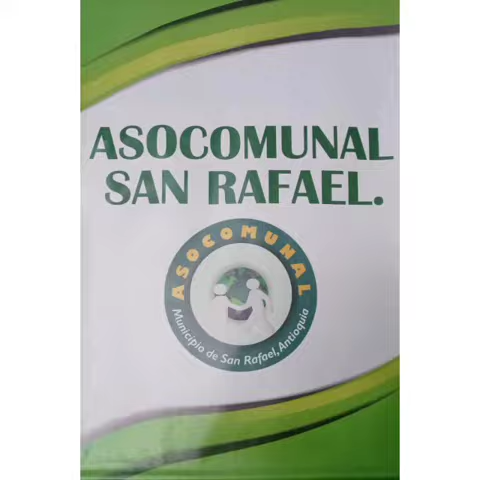 ASOCOMUNAL
SAN RAFAEL.
ASOCOMUNAL
Municipio de San Rafael, Antioquia